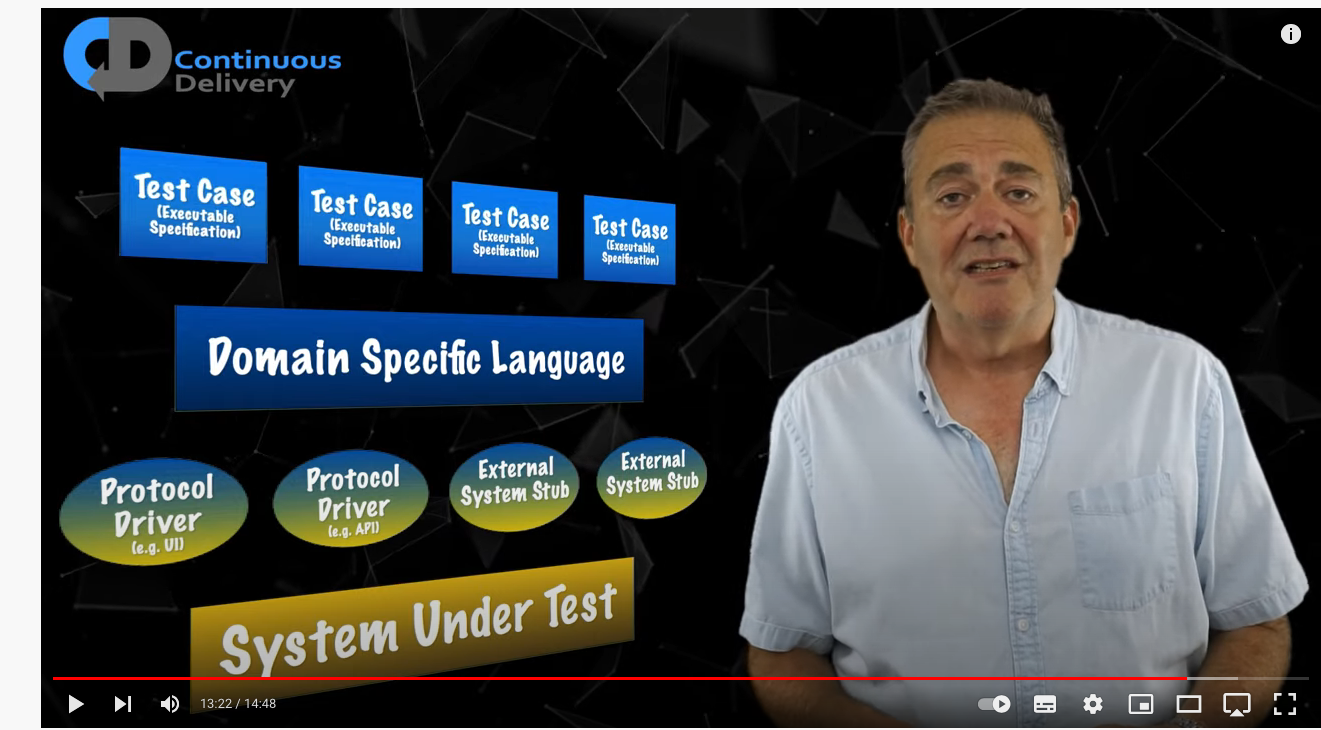 Continuous
Delivery
Test Case
(Executable
Specification)
Test Case
(Executable
Specification)
Test Case
(Executable
Specification)
Test Case
(Executable
Specification)
Domain Specific Language
Protocol
Driver
(e.g. UI)
Protocol
Driver
(e.g. API)
External
System Stub
External
System Stub
System Under Test
13:22 / 14:48